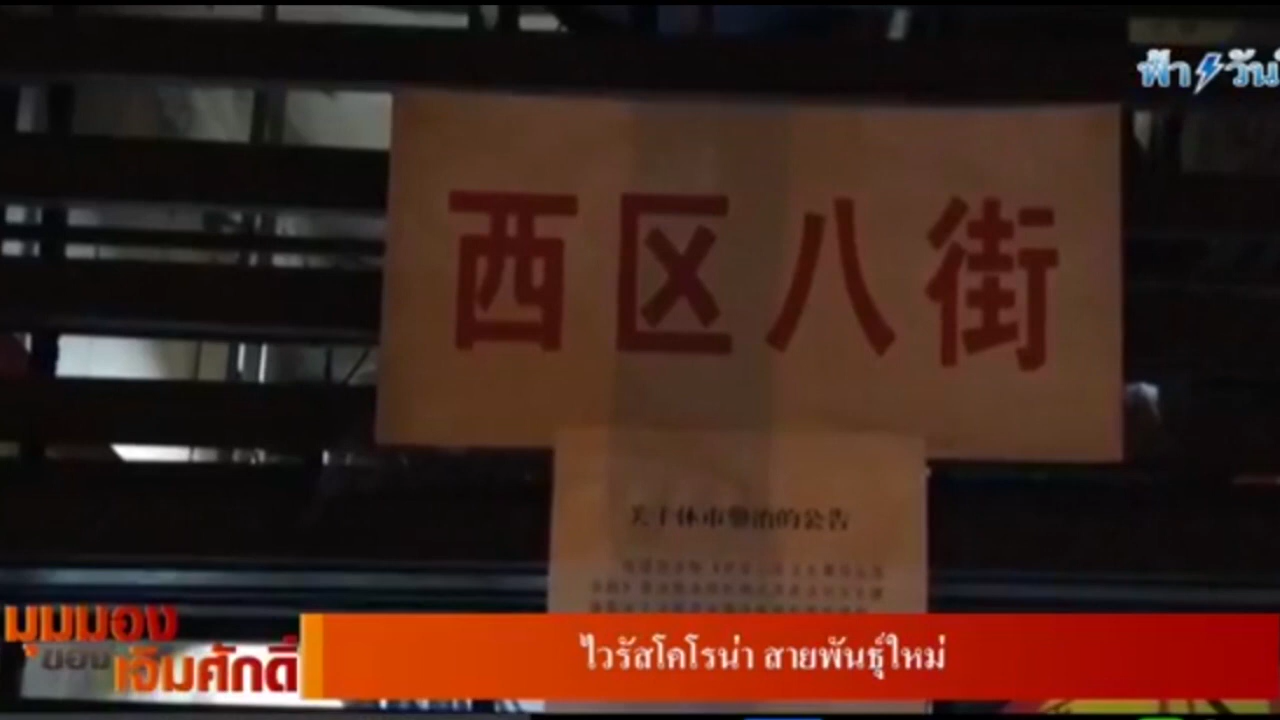 ฟ้าวันใ
西区八街
关于休市整治的公告
มุมมอง
ของ
เจิมศักดิ์
ไวรัสโคโรน่า สายพันธุ์ใหม่